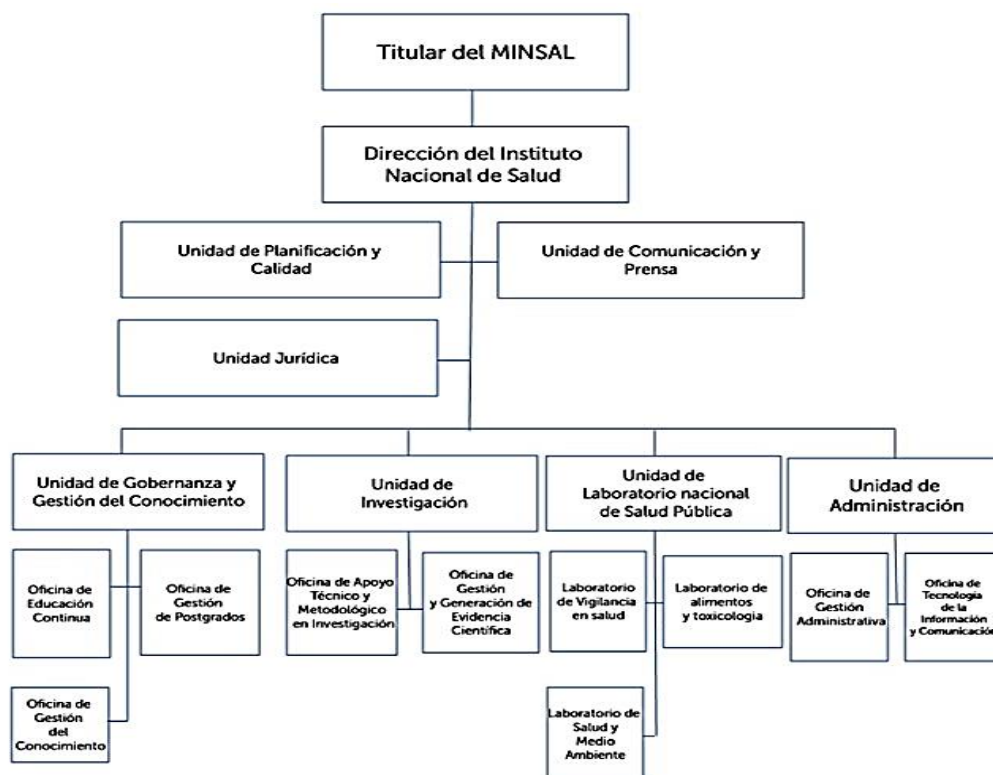 Titular del MINSAL
Dirección del Instituto
Nacional de Salud
Unidad de Planificación y
Calidad
Unidad de Comunicación y
Prensa
Unidad Jurídica
Unidad de Gobernanza y
Gestión del Conocimiento
Unidad de
Investigación
Unidad de
Laboratorio nacional
de Salud Pública
Unidad de
Administración
Oficina de
Educación
Continua
Oficina de
Gestión
de Postgrados
Oficina de Apoyo
Técnico y
Metodológico
en Investigación
Oficina de
Gestión
y Generación de
Evidencia
Científica
Laboratorio
de Vigilancia
en salud
Laboratorio de
alimentos
y toxicologia
Oficina de
Gestión
Administrativa
Oficina de
Tecnología
de la
Información
y Comunicación
Oficina de
Gestión
del
Conocimiento
Laboratorio de
Salud y
Medio
Ambiente